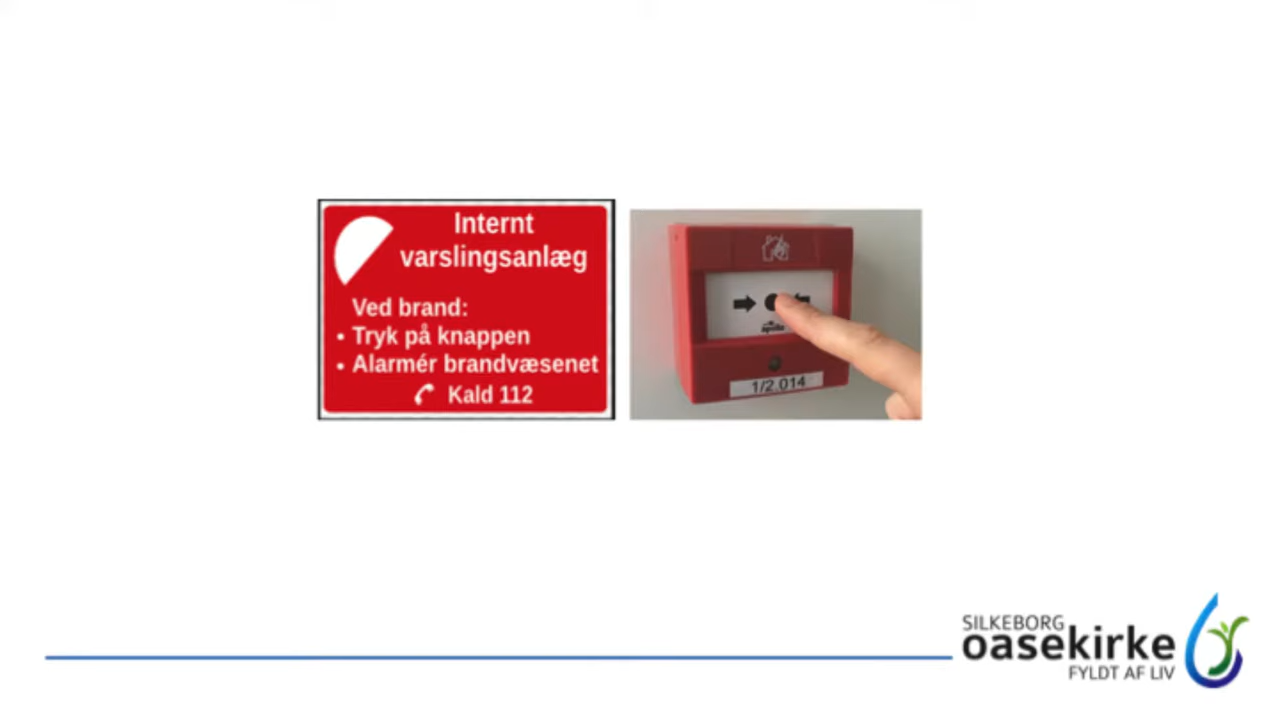 Internt
varslingsanlæg
Ved brand:
• Tryk på knappen
• Alarmér brandvæsenet
Kald 112
apollo
1/2.014
SILKEBORG
oasekirke
FYLDT AF LIV